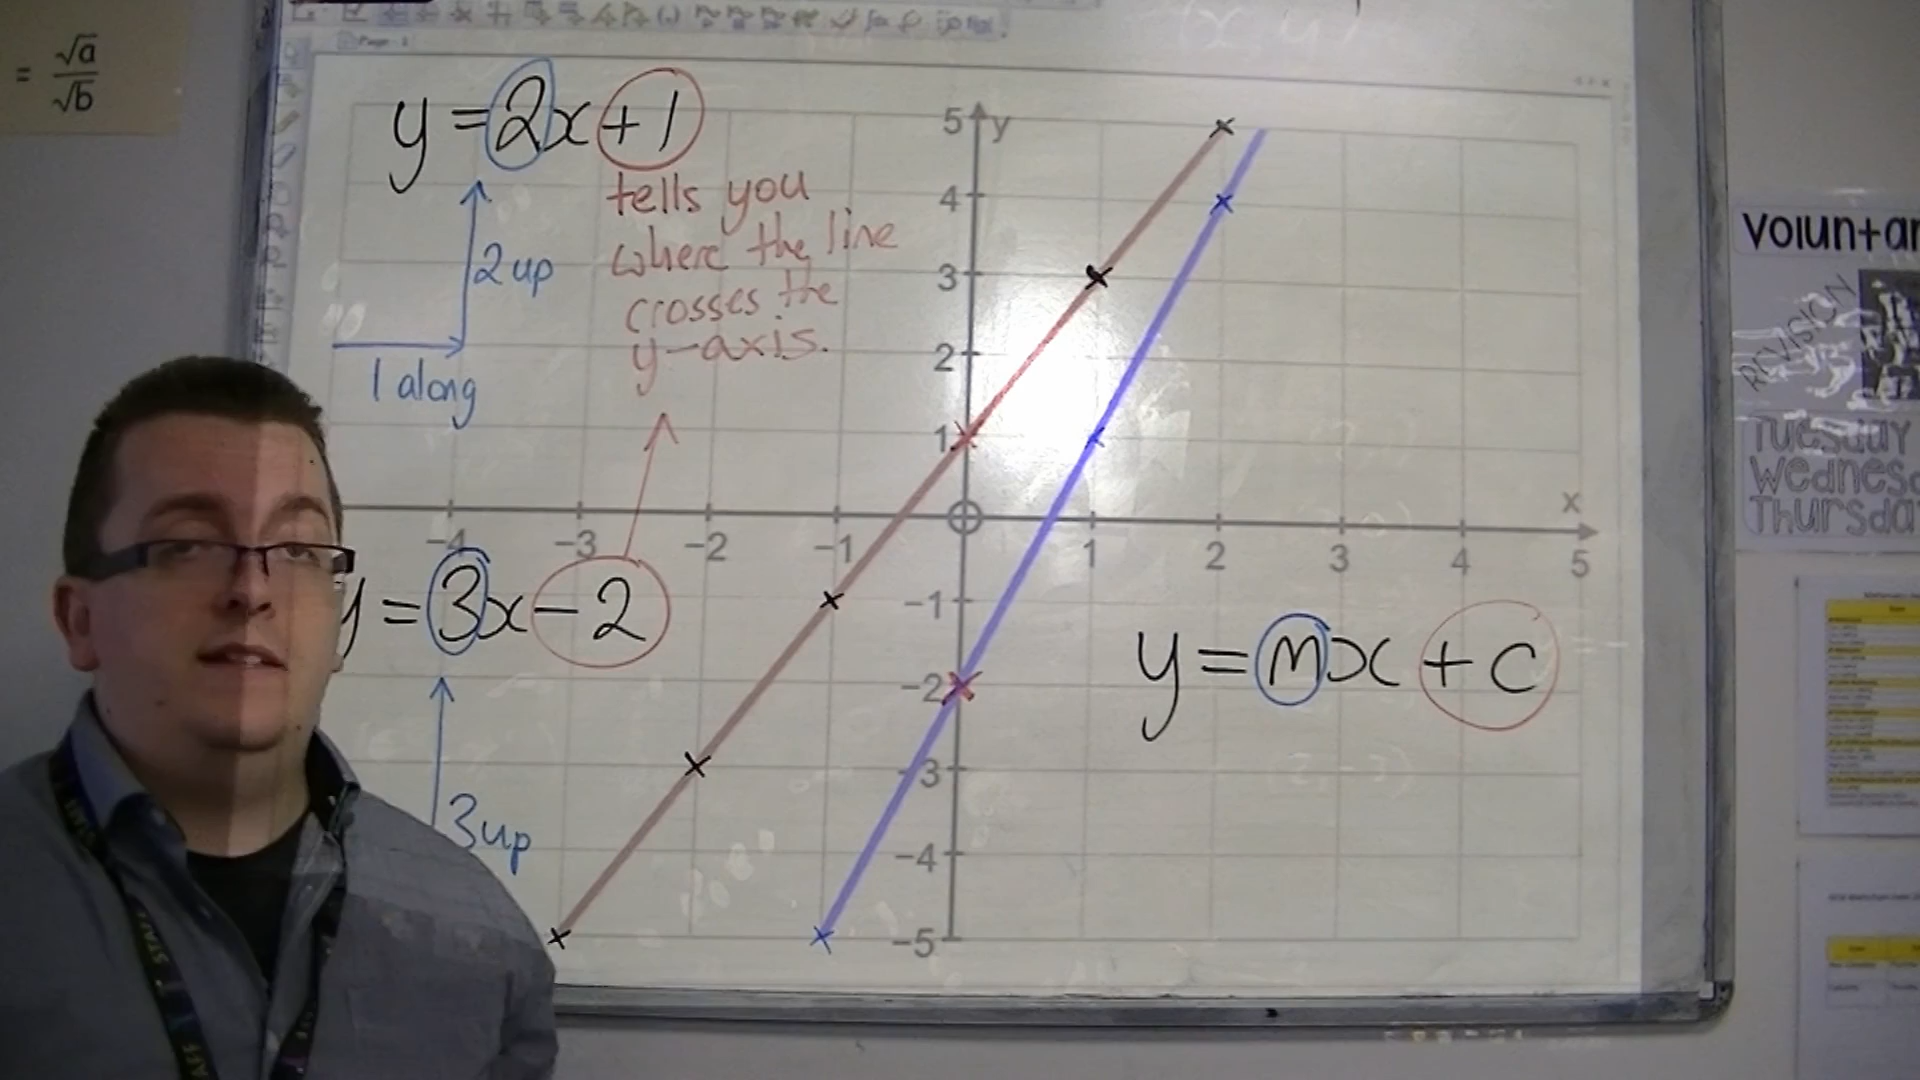 = √a / √b
Page 1
y = 2x + 1
tells you
where the line
crosses the
y-axis.
2 up
1 along
5 y
4
3
2
1
-4 -3 -2 -1 1 2 3 4 5 x
-1
-2
-3
-4
-5
y = 3x - 2
3 up
y = mx + c
(x, y)
REVISION
Tuesday
Thursda